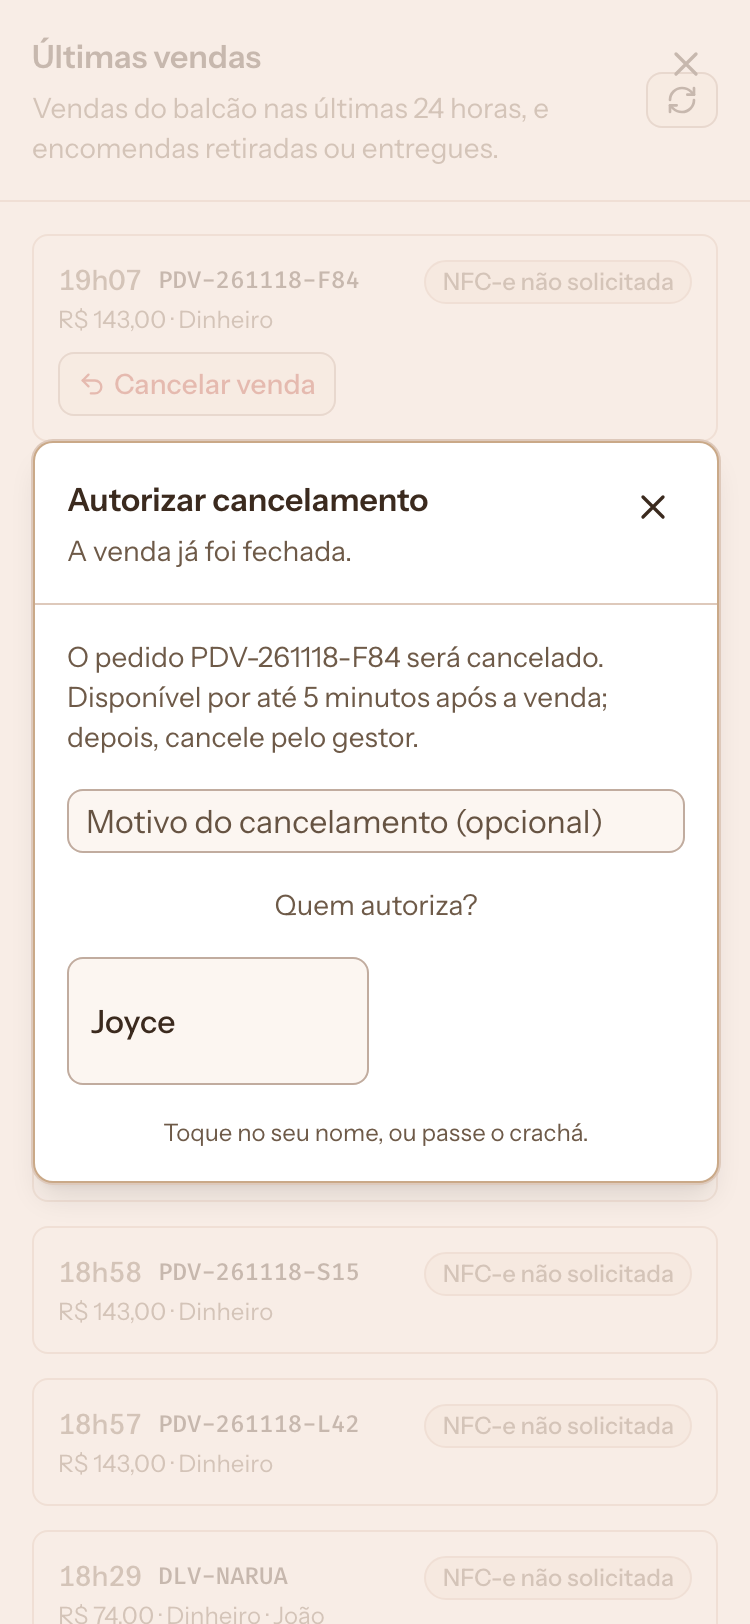 Últimas vendas
Vendas do balcão nas últimas 24 horas, e
encomendas retiradas ou entregues.
19h07 PDV-261118-F84 NFC-e não solicitada
R$ 143,00 · Dinheiro
Cancelar venda
Autorizar cancelamento
A venda já foi fechada.
O pedido PDV-261118-F84 será cancelado.
Disponível por até 5 minutos após a venda;
depois, cancele pelo gestor.
Motivo do cancelamento (opcional)
Quem autoriza?
Joyce
Toque no seu nome, ou passe o crachá.
18h58 PDV-261118-S15 NFC-e não solicitada
R$ 143,00 · Dinheiro
18h57 PDV-261118-L42 NFC-e não solicitada
R$ 143,00 · Dinheiro
18h29 DLV-NARUA NFC-e não solicitada
R$ 74,00 · Dinheiro · João